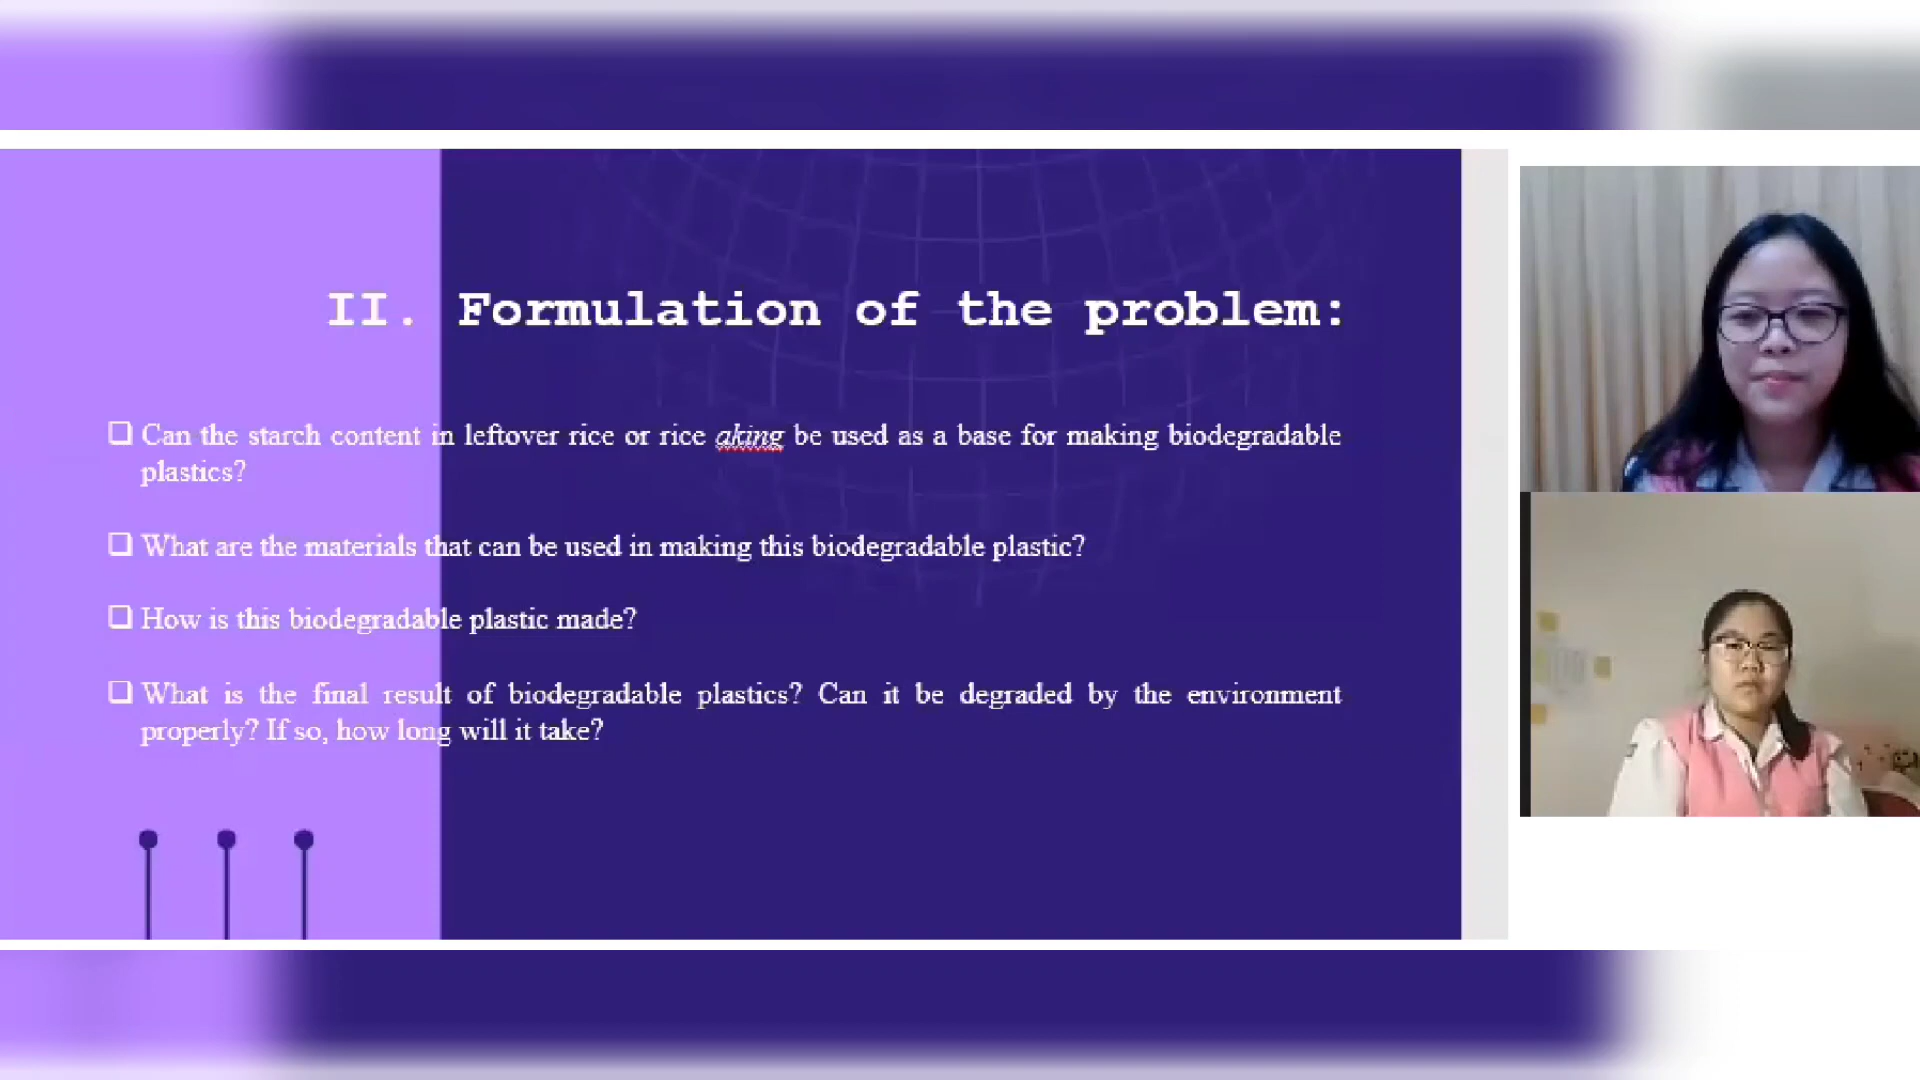 II. Formulation of the problem:
Can the starch content in leftover rice or rice aking be used as a base for making biodegradable
plastics?
What are the materials that can be used in making this biodegradable plastic?
How is this biodegradable plastic made?
What is the final result of biodegradable plastics? Can it be degraded by the environment
properly? If so, how long will it take?